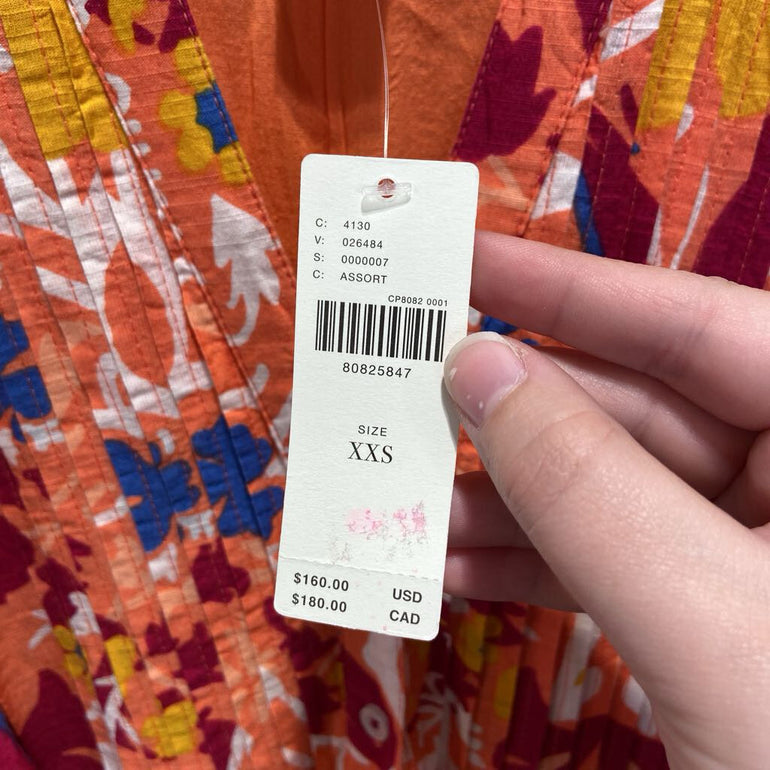 C: 4130
V: 026484
S: 0000007
C: ASSORT
CP8082 0001
80825847
SIZE
XXS
$160.00 USD
$180.00 CAD